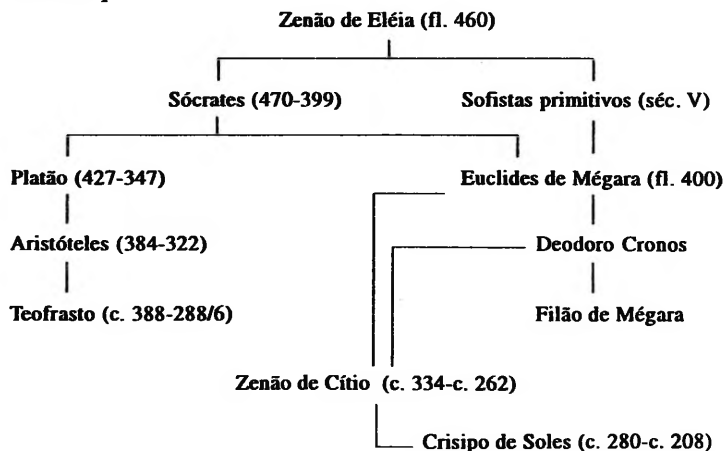 Zenão de Eléia (fl. 460)
Sócrates (470-399) Sofistas primitivos (séc. V)
Platão (427-347) Euclides de Mégara (fl. 400)
Aristóteles (384-322) Deodoro Cronos
Teofrasto (c. 388-288/6) Filão de Mégara
Zenão de Cítio (c. 334-c. 262)
Crisipo de Soles (c. 280-c. 208)